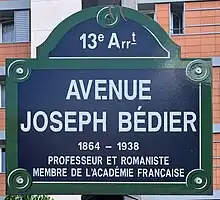 13e Arrt
AVENUE
JOSEPH BÉDIER
1864 - 1938
PROFESSEUR ET ROMANISTE
MEMBRE DE L'ACADÉMIE FRANÇAISE